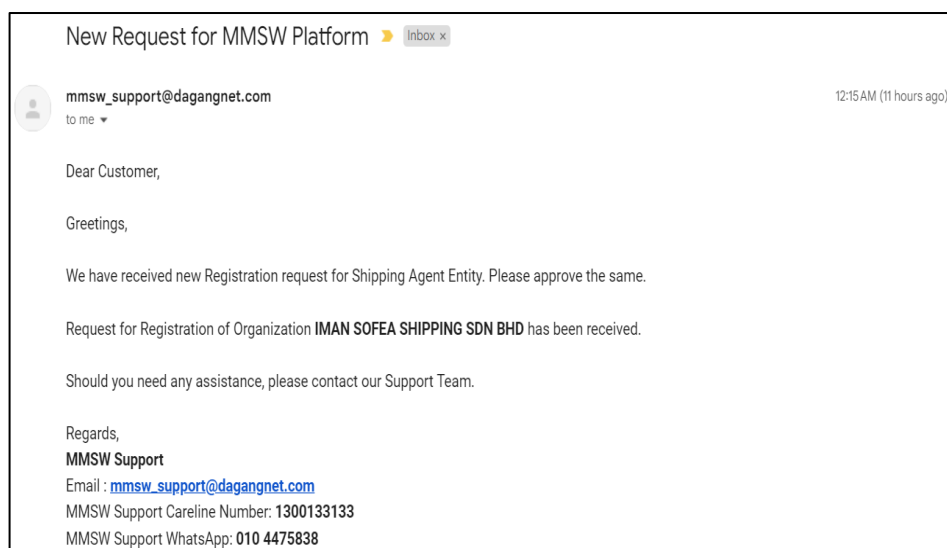 New Request for MMSW Platform
Inbox ×
mmsw_support@dagangnet.com
12:15 AM (11 hours ago)
to me
Dear Customer,
Greetings,
We have received new Registration request for Shipping Agent Entity. Please approve the same.
Request for Registration of Organization IMAN SOFEA SHIPPING SDN BHD has been received.
Should you need any assistance, please contact our Support Team.
Regards,
MMSW Support
Email : mmsw_support@dagangnet.com
MMSW Support Careline Number: 1300133133
MMSW Support WhatsApp: 010 4475838